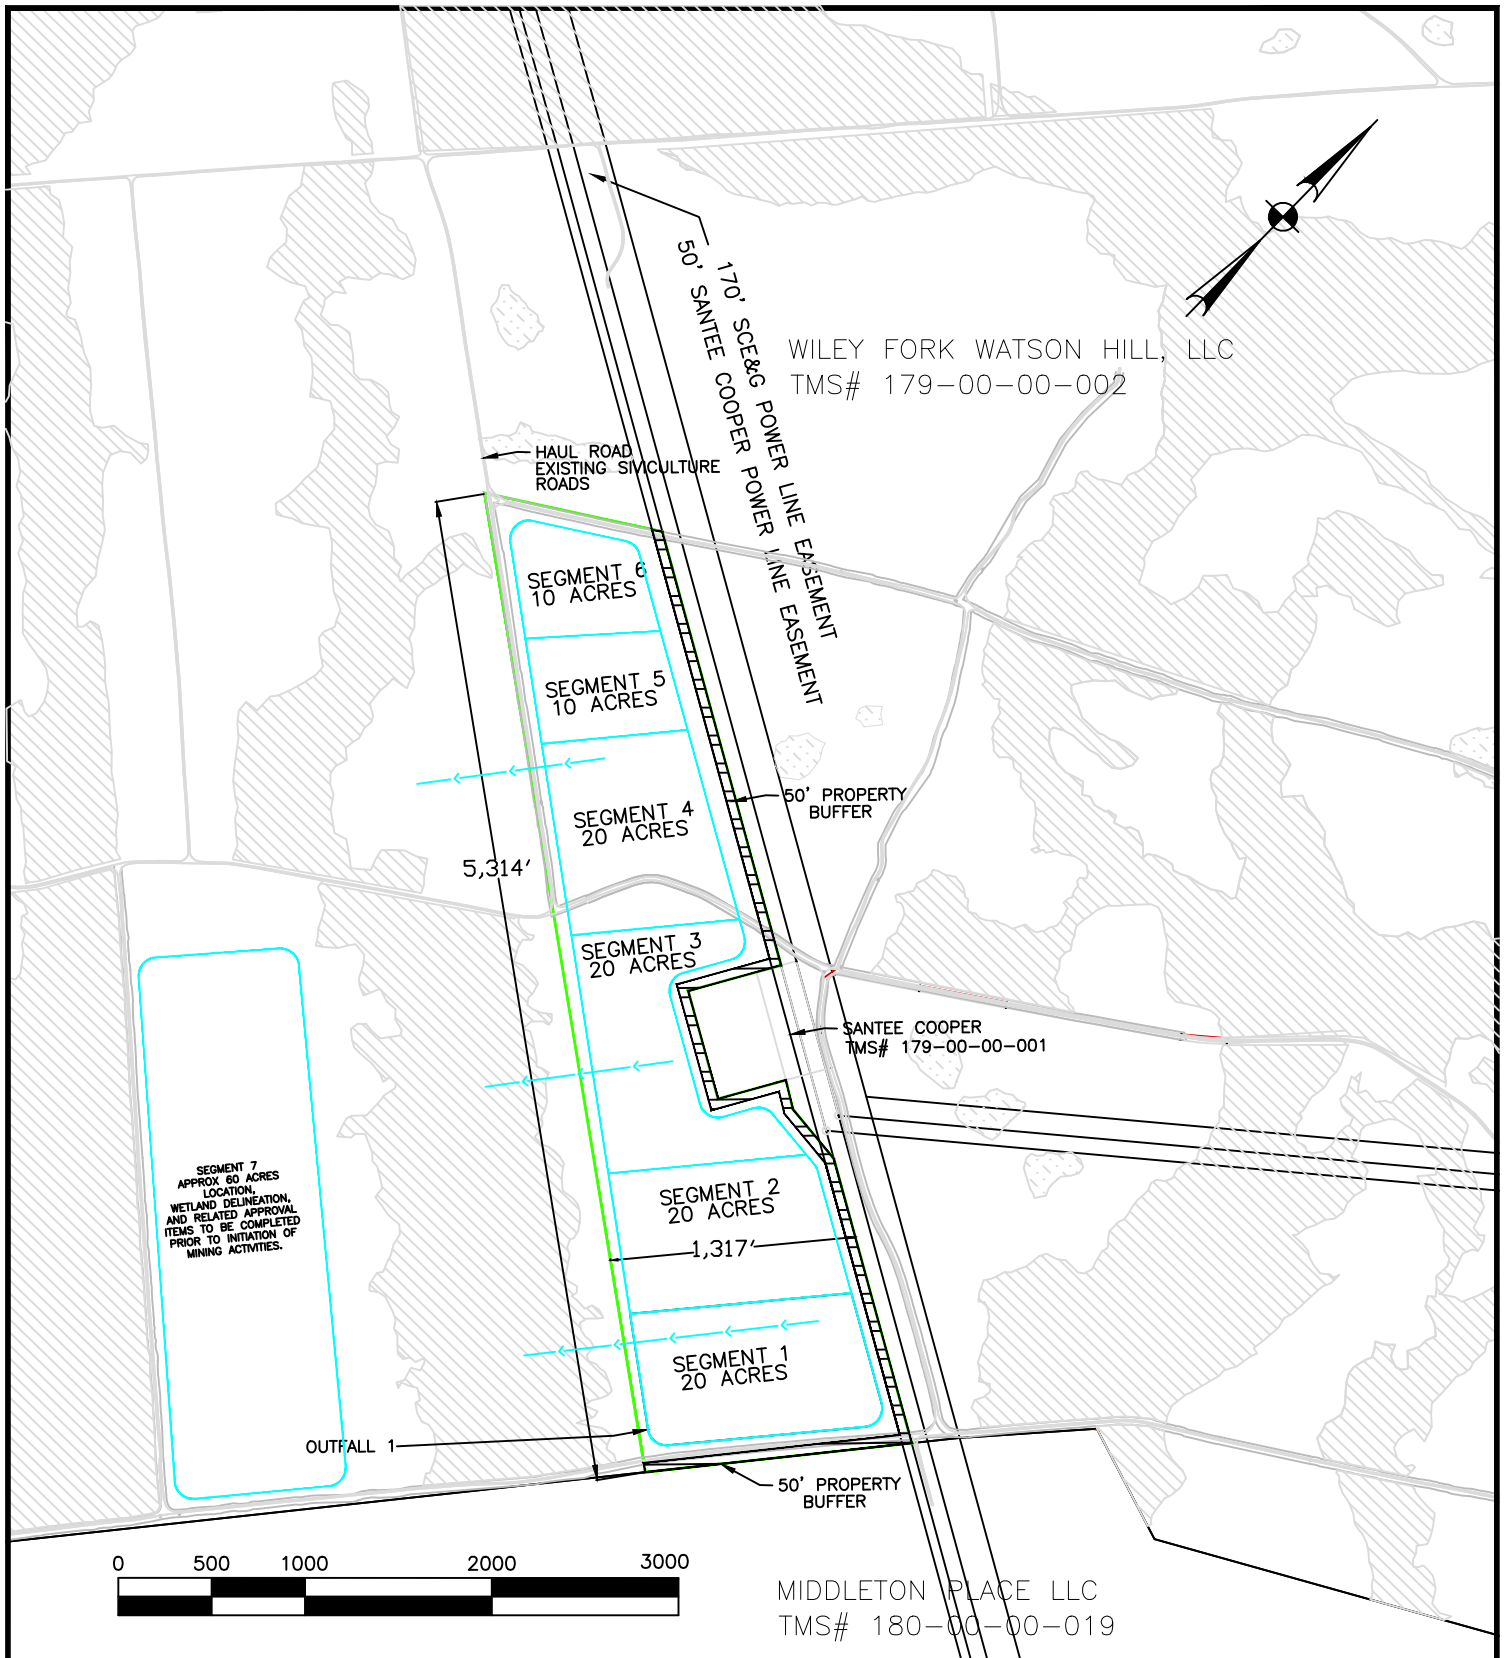 170' SCE&G POWER LINE EASEMENT
50' SANTEE COOPER POWER LINE EASEMENT
WILEY FORK WATSON HILL, LLC
TMS# 179-00-00-002
HAUL ROAD
EXISTING SIVICULTURE
ROADS
SEGMENT 6
10 ACRES
SEGMENT 5
10 ACRES
50' PROPERTY
BUFFER
SEGMENT 4
20 ACRES
5,314'
SEGMENT 3
20 ACRES
SANTEE COOPER
TMS# 179-00-00-001
SEGMENT 7
APPROX 60 ACRES
LOCATION,
WETLAND DELINEATION,
AND RELATED APPROVAL
ITEMS TO BE COMPLETED
PRIOR TO INITIATION OF
MINING ACTIVITIES.
SEGMENT 2
20 ACRES
1,317'
SEGMENT 1
20 ACRES
OUTFALL 1
50' PROPERTY
BUFFER
0 500 1000 2000 3000
MIDDLETON PLACE LLC
TMS# 180-00-00-019